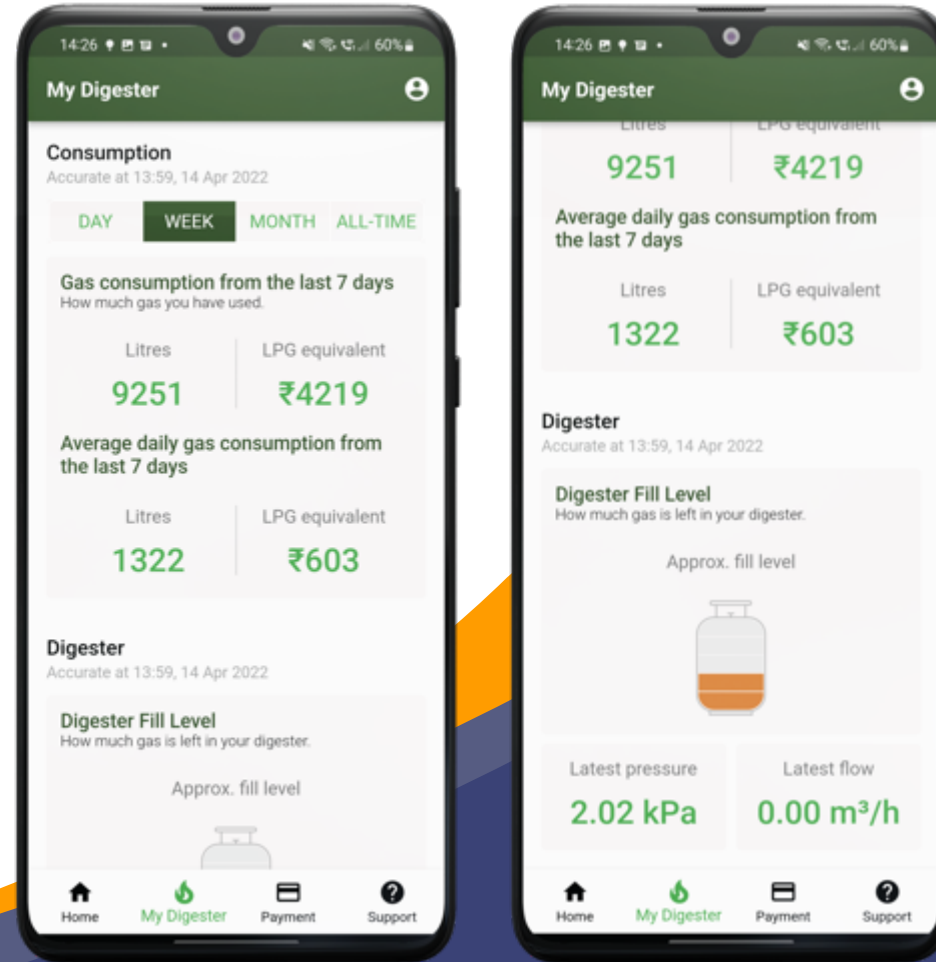 14:26
60%
My Digester
Consumption
Accurate at 13:59, 14 Apr 2022
DAY WEEK MONTH ALL-TIME
Gas consumption from the last 7 days
How much gas you have used.
Litres LPG equivalent
9251 ₹4219
Average daily gas consumption from
the last 7 days
Litres LPG equivalent
1322 ₹603
Digester
Accurate at 13:59, 14 Apr 2022
Digester Fill Level
How much gas is left in your digester.
Approx. fill level
Home My Digester Payment Support
14:26
60%
My Digester
Litres LPG equivalent
9251 ₹4219
Average daily gas consumption from
the last 7 days
Litres LPG equivalent
1322 ₹603
Digester
Accurate at 13:59, 14 Apr 2022
Digester Fill Level
How much gas is left in your digester.
Approx. fill level
Latest pressure Latest flow
2.02 kPa 0.00 m³/h
Home My Digester Payment Support